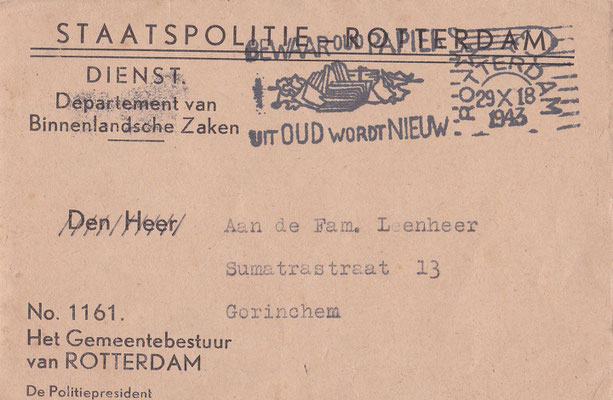 STAATSPOLITIE ROTTERDAM
BEWAAR OUD PAPIER
DIENST.
Departement van
Binnenlandsche Zaken
UIT OUD WORDT NIEUW
ROTTERDAM
29 X 18
1943
Den Heer
Aan de Fam. Leenheer
Sumatrastraat 13
Gorinchem
No. 1161.
Het Gemeentebestuur
van ROTTERDAM
De Politiepresident